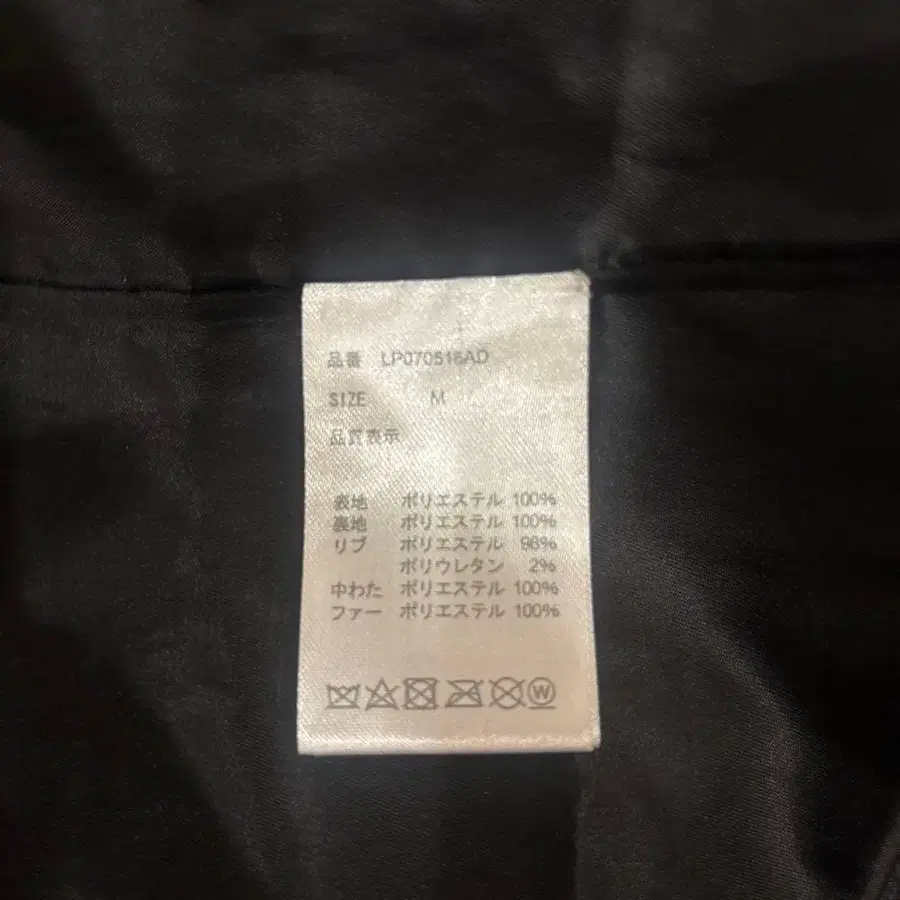 品番 LP070516AD
SIZE M
品質表示
表地 ポリエステル 100%
裏地 ポリエステル 100%
リブ ポリエステル 98%
ポリウレタン 2%
中わた ポリエステル 100%
ファー ポリエステル 100%
W